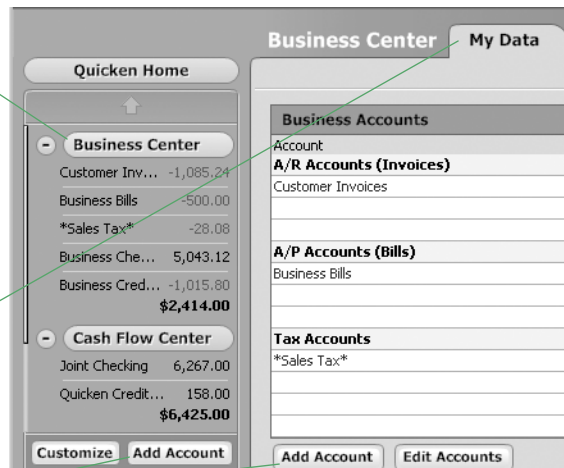 Business Center My Data
Quicken Home
Business Center
Customer Inv... -1,085.24
Business Bills -500.00
*Sales Tax* -28.08
Business Che... 5,043.12
Business Cred... -1,015.80
$2,414.00
Cash Flow Center
Joint Checking 6,267.00
Quicken Credit... 158.00
$6,425.00
Customize Add Account
Business Accounts
Account
A/R Accounts (Invoices)
Customer Invoices
A/P Accounts (Bills)
Business Bills
Tax Accounts
*Sales Tax*
Add Account Edit Accounts